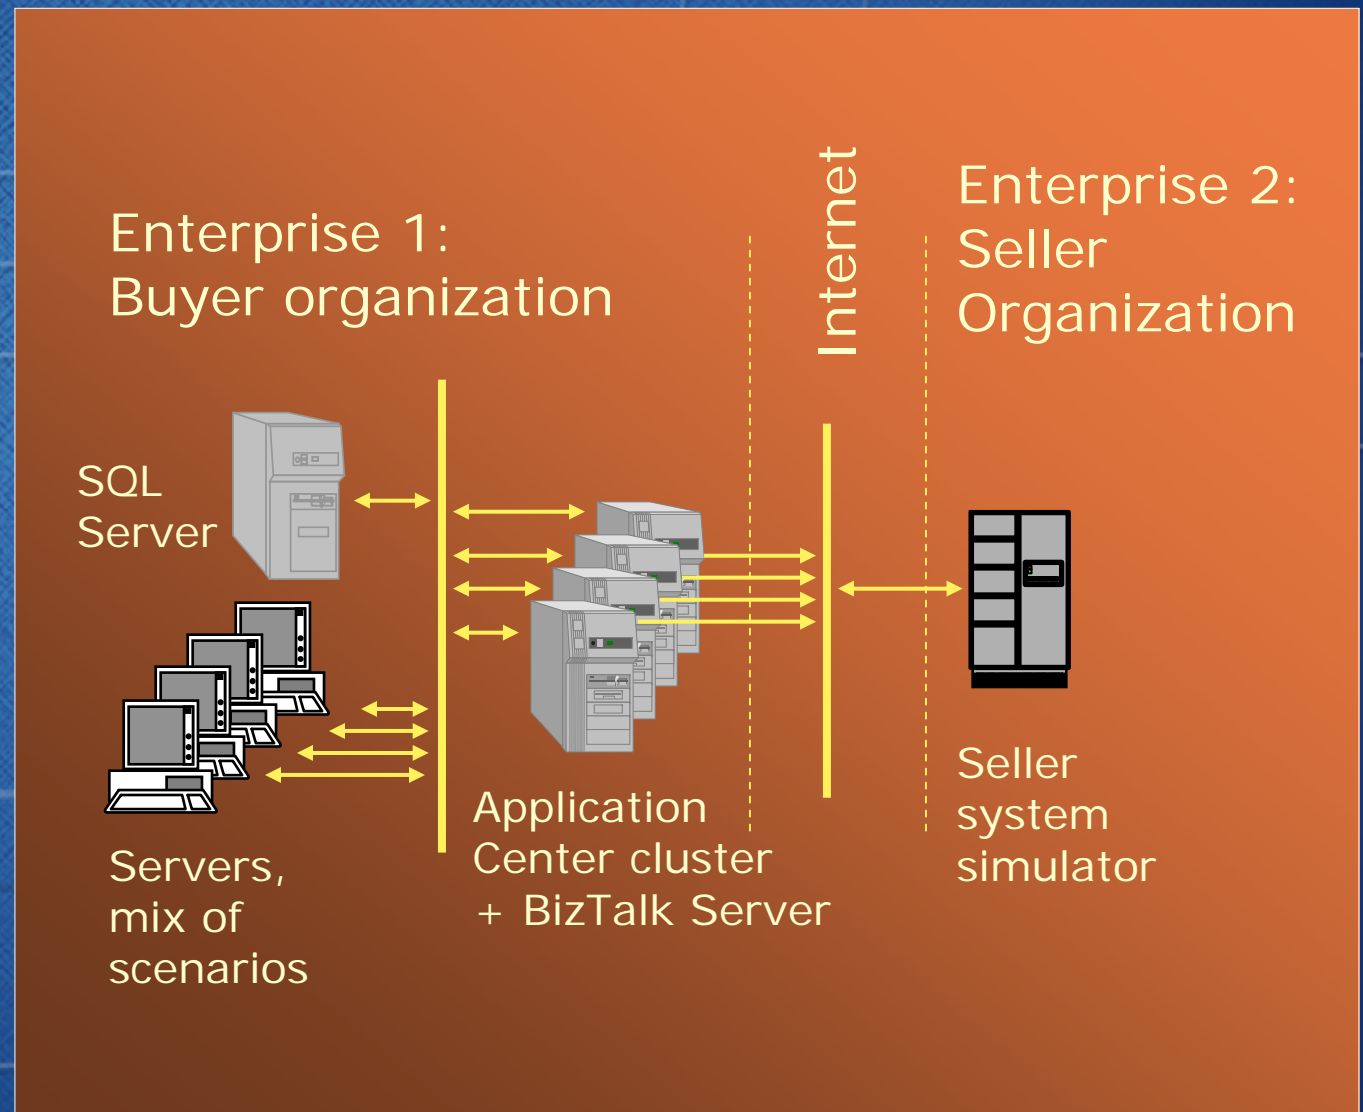 Enterprise 1:
Buyer organization
Internet
Enterprise 2:
Seller
Organization
SQL
Server
Servers,
mix of
scenarios
Application
Center cluster
+ BizTalk Server
Seller
system
simulator